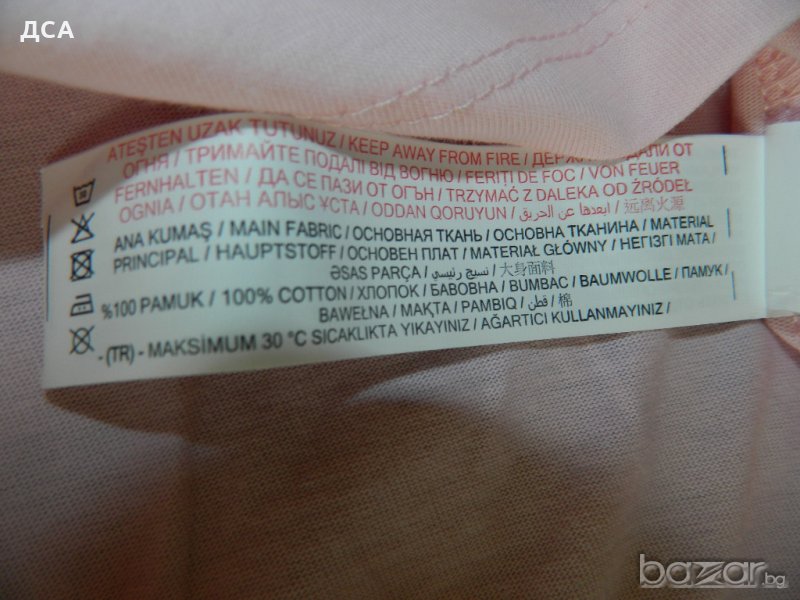 ДСА
ATEŞTEN UZAK TUTUNUZ / KEEP AWAY FROM FIRE / ДЕРЖ ДАЛИ ОТ
ОГНЯ / ТРИМАЙТЕ ПОДАЛІ ВІД ВОГНЮ / FERIȚI DE FOC / VON FEUER
FERNHALTEN / ДА СЕ ПАЗИ ОТ ОГЪН / TRZYMAĆ Z DALEKA OD ŹRÓDEŁ
OGNIA / ОТАН АЛЫС ҰСТА / ODDAN QORUYUN / ابعدها عن الحريق / 远离火源
ANA KUMAŞ / MAIN FABRIC / ОСНОВНАЯ ТКАНЬ / ОСНОВНА ТКАНИНА / MATERIAL
PRINCIPAL / HAUPTSTOFF / ОСНОВЕН ПЛАТ / MATERIAŁ GŁÓWNY / НЕГІЗГІ МАТА /
ƏSAS PARÇA / نسيج رئيسي / 大身面料
%100 PAMUK / 100% COTTON / ХЛОПОК / БАВОВНА / BUMBAC / BAUMWOLLE / ПАМУК /
BAWEŁNA / МАҚТА / PAMBIQ / قطن / 棉
- (TR) - MAKSİMUM 30 °C SICAKLIKTA YIKAYINIZ / AĞARTICI KULLANMAYINIZ /
bazar.bg